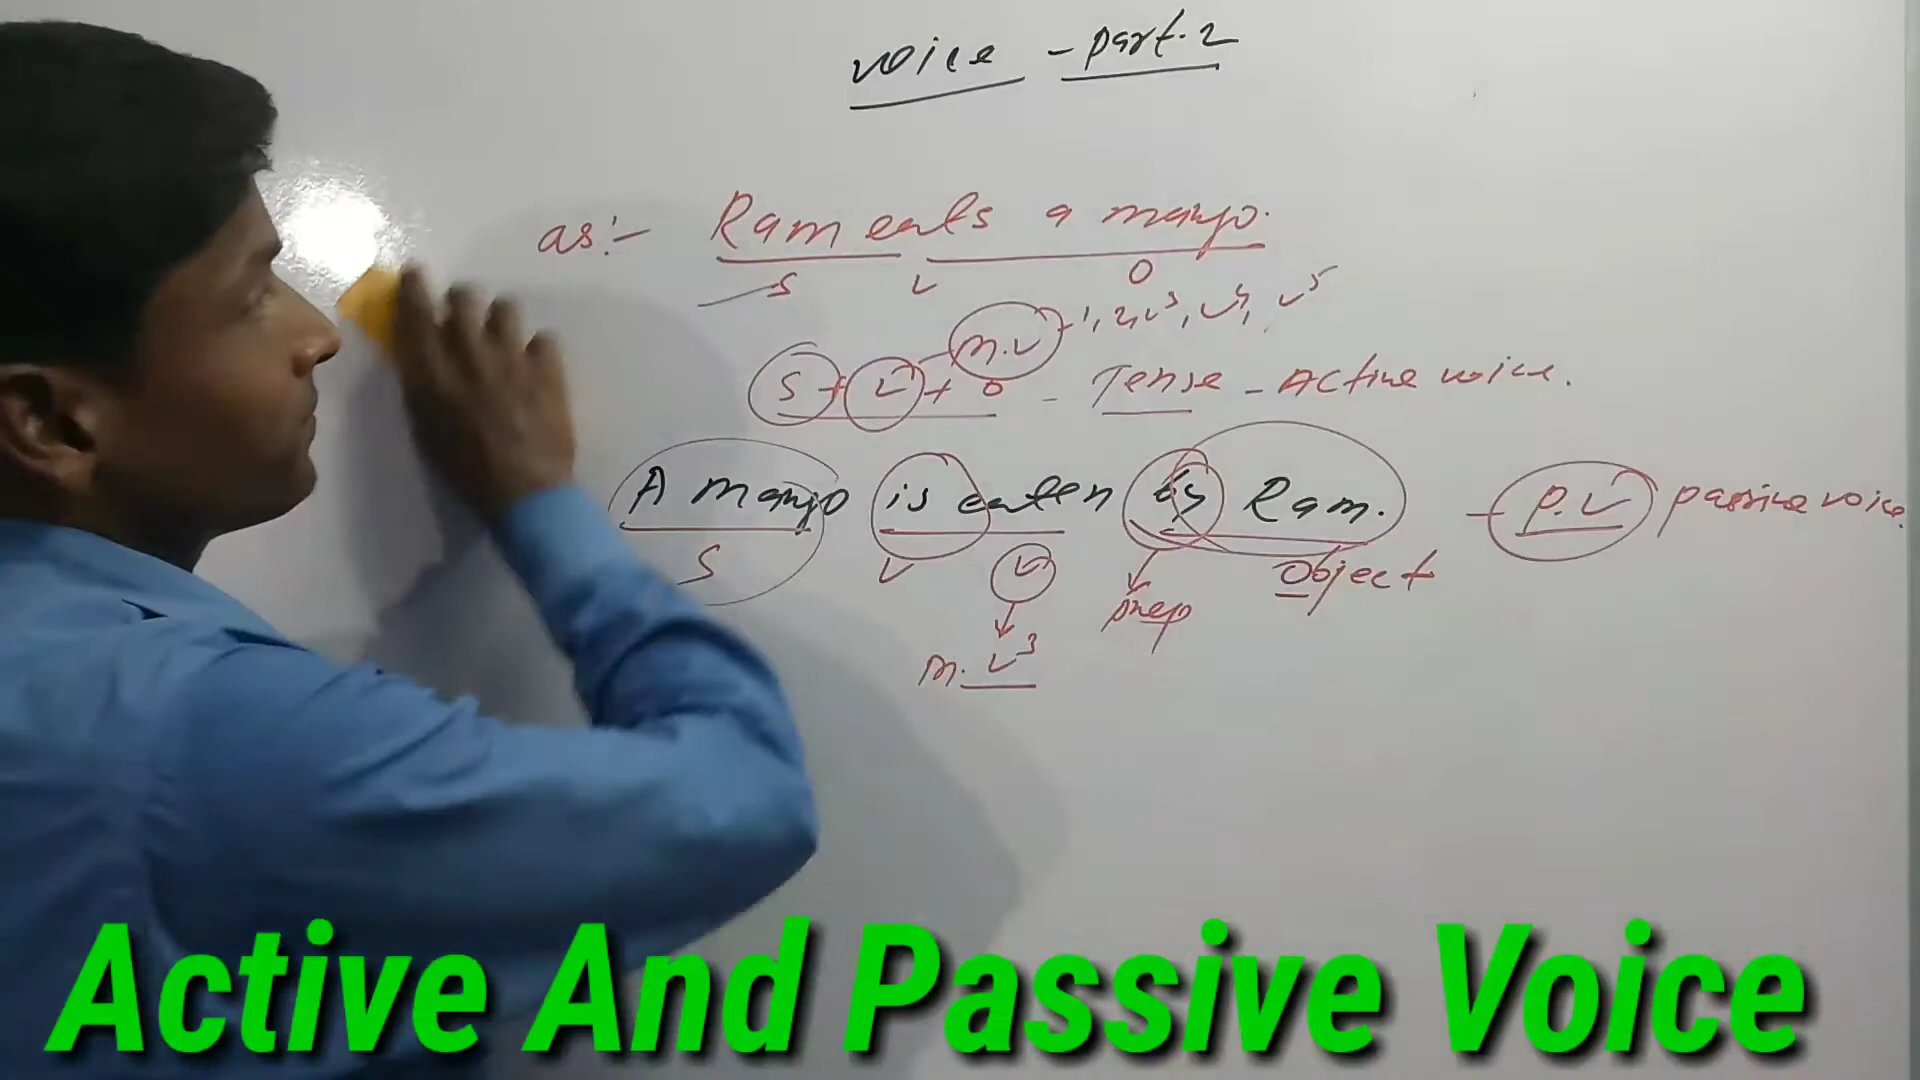 voice - part.2
as:- Ram eats a mango.
S V O
m.v - 1, 2, v3, v4, v5
S + V + O - Tense - Active voice.
A mango is eaten by Ram. - P.V passive voice.
S V V prep object
m. v3
Active And Passive Voice